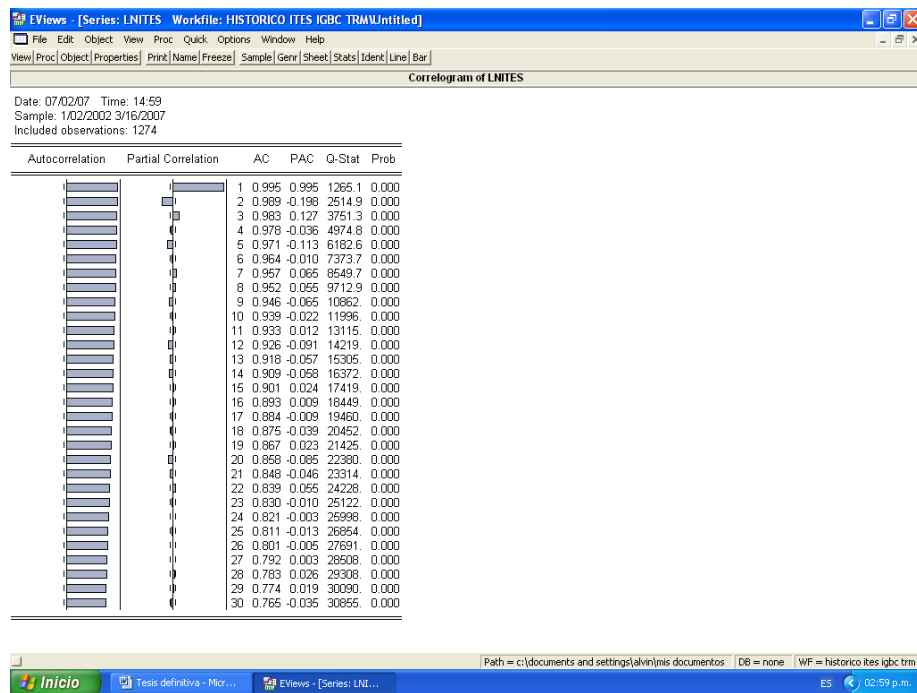 EViews - [Series: LNITES   Workfile: HISTORICO ITES IGBC TRM\Untitled]
File Edit Object View Proc Quick Options Window Help
View Proc Object Properties Print Name Freeze Sample Genr Sheet Stats Ident Line Bar
Correlogram of LNITES
Date: 07/02/07 Time: 14:59
Sample: 1/02/2002 3/16/2007
Included observations: 1274
Autocorrelation Partial Correlation AC PAC Q-Stat Prob
1 0.995 0.995 1265.1 0.000
2 0.989 -0.198 2514.9 0.000
3 0.983 0.127 3751.3 0.000
4 0.978 -0.036 4974.8 0.000
5 0.971 -0.113 6182.6 0.000
6 0.964 -0.010 7373.7 0.000
7 0.957 0.065 8549.7 0.000
8 0.952 0.055 9712.9 0.000
9 0.946 -0.065 10862. 0.000
10 0.939 -0.022 11996. 0.000
11 0.933 0.012 13115. 0.000
12 0.926 -0.091 14219. 0.000
13 0.918 -0.057 15305. 0.000
14 0.909 -0.058 16372. 0.000
15 0.901 0.024 17419. 0.000
16 0.893 0.009 18449. 0.000
17 0.884 -0.009 19460. 0.000
18 0.875 -0.039 20452. 0.000
19 0.867 0.023 21425. 0.000
20 0.858 -0.085 22380. 0.000
21 0.848 -0.046 23314. 0.000
22 0.839 0.055 24228. 0.000
23 0.830 -0.010 25122. 0.000
24 0.821 -0.003 25998. 0.000
25 0.811 -0.013 26854. 0.000
26 0.801 -0.005 27691. 0.000
27 0.792 0.003 28508. 0.000
28 0.783 0.026 29308. 0.000
29 0.774 0.019 30090. 0.000
30 0.765 -0.035 30855. 0.000
Path = c:\documents and settings\alvin\mis documentos DB = none WF = historico ites igbc trm
Inicio Tesis definitiva - Micr... EViews - [Series: LNI... ES 02:59 p.m.